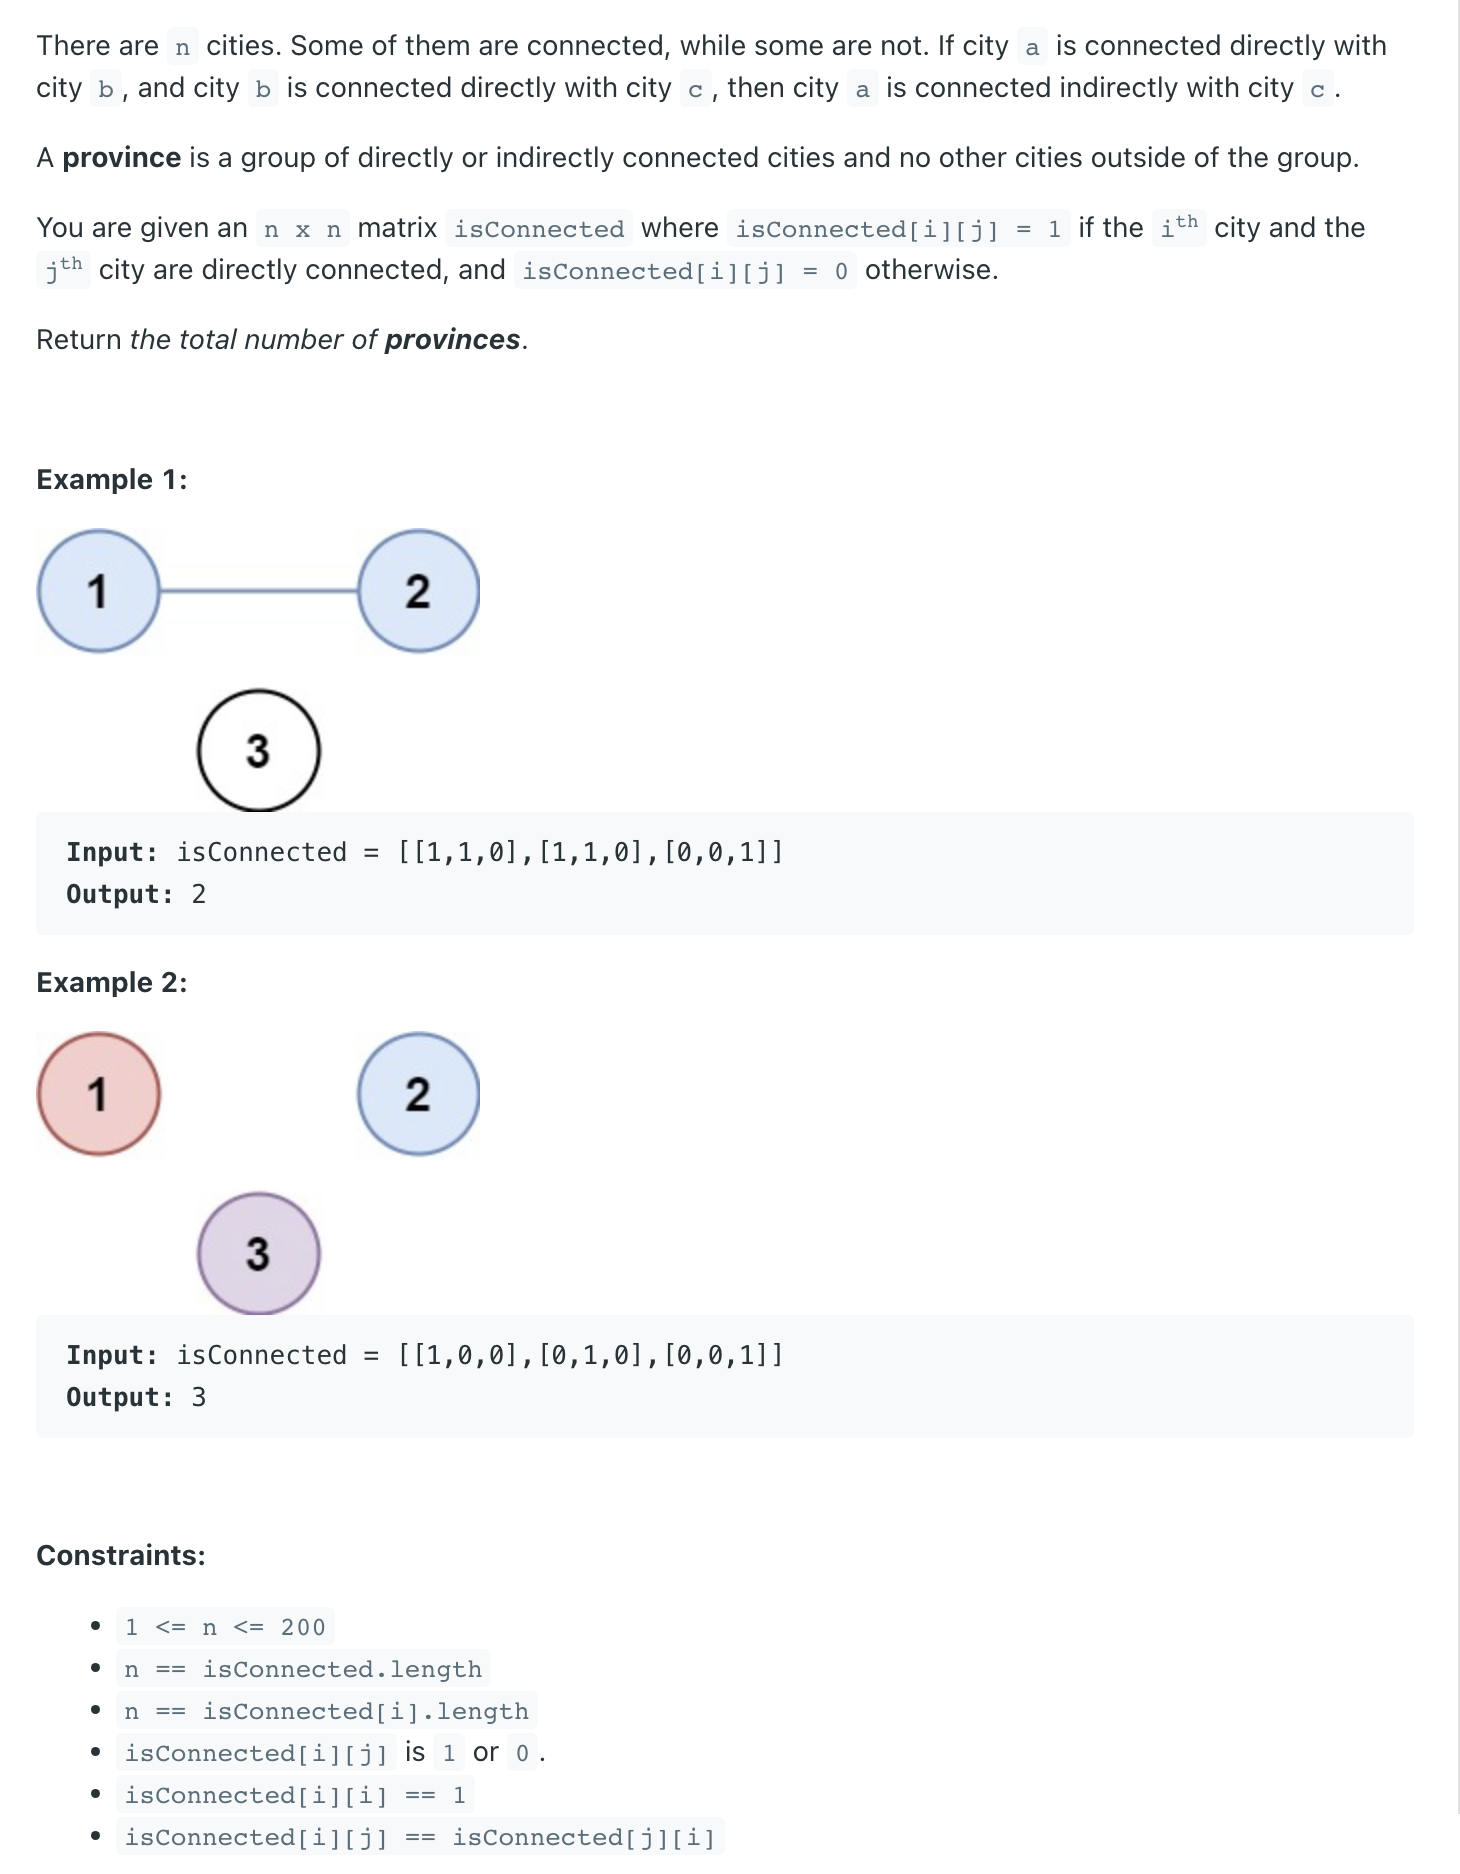 There are n cities. Some of them are connected, while some are not. If city a is connected directly with
city b, and city b is connected directly with city c, then city a is connected indirectly with city c.
A province is a group of directly or indirectly connected cities and no other cities outside of the group.
You are given an n x n matrix isConnected where isConnected[i][j] = 1 if the ith city and the
jth city are directly connected, and isConnected[i][j] = 0 otherwise.
Return the total number of provinces.
Example 1:
1 2
3
Input: isConnected = [[1,1,0],[1,1,0],[0,0,1]]
Output: 2
Example 2:
1 2
3
Input: isConnected = [[1,0,0],[0,1,0],[0,0,1]]
Output: 3
Constraints:
• 1 <= n <= 200
• n == isConnected.length
• n == isConnected[i].length
• isConnected[i][j] is 1 or 0.
• isConnected[i][i] == 1
• isConnected[i][j] == isConnected[j][i]